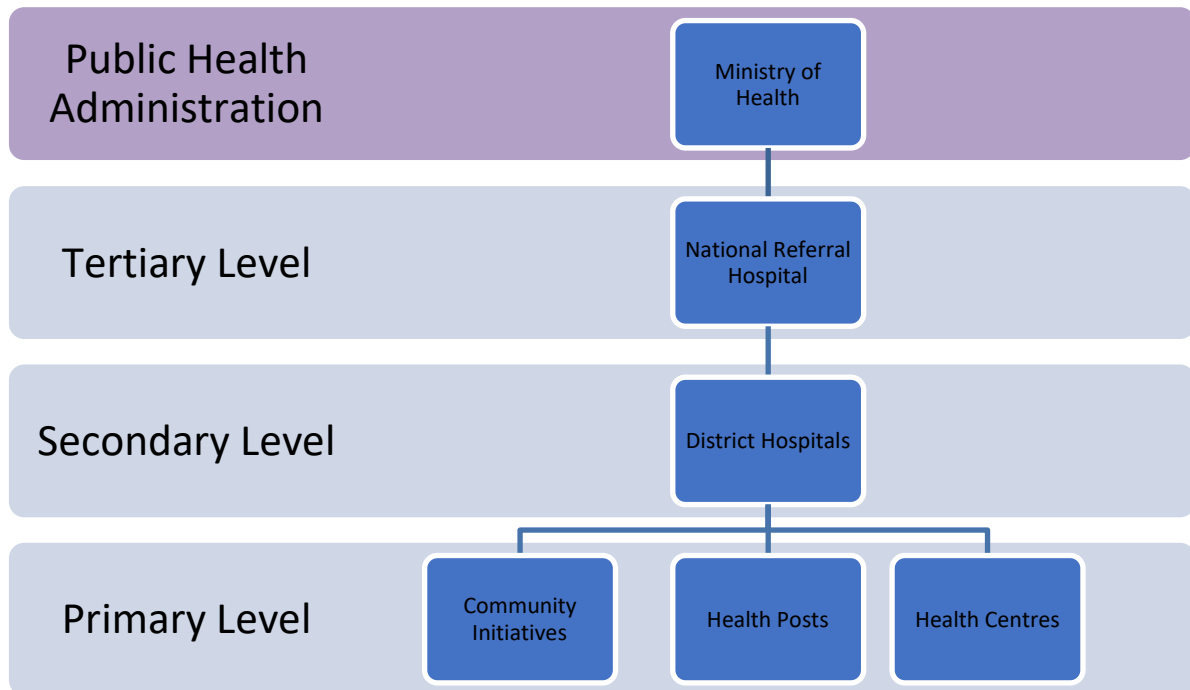 Public Health
Administration
Ministry of
Health
Tertiary Level
National Referral
Hospital
Secondary Level
District Hospitals
Primary Level
Community
Initiatives
Health Posts
Health Centres